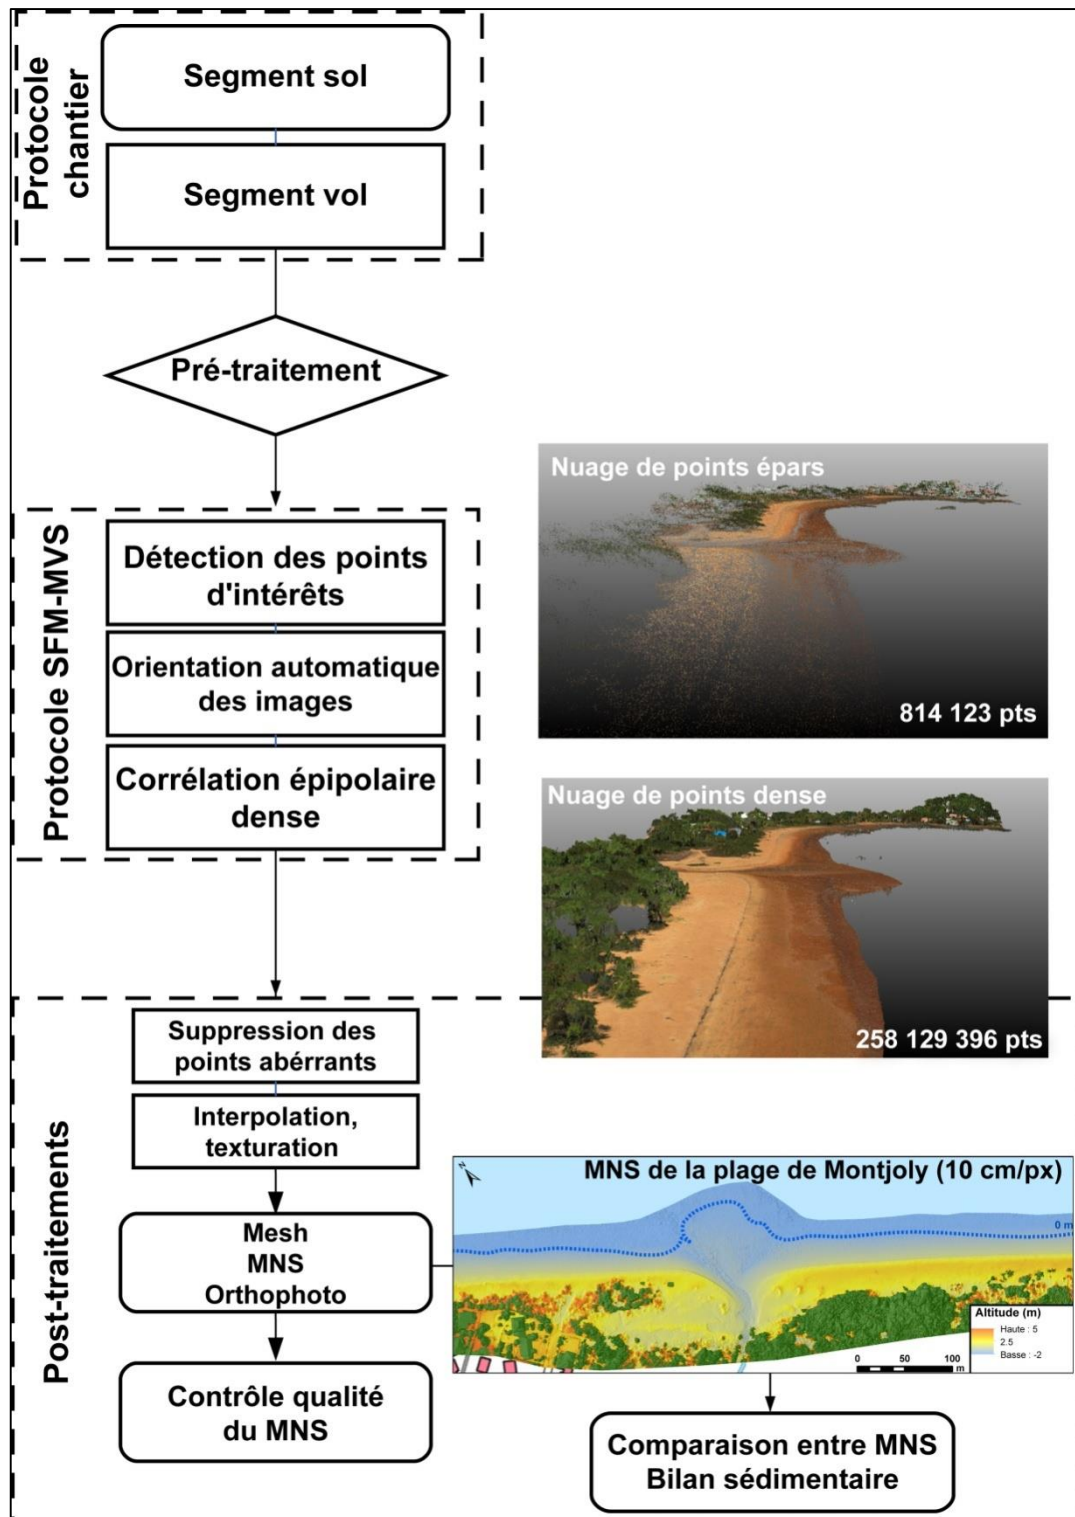 Protocole
chantier
Segment sol
Segment vol
Pré-traitement
Protocole SFM-MVS
Détection des points
d'intérêts
Orientation automatique
des images
Corrélation épipolaire
dense
Nuage de points épars
814 123 pts
Nuage de points dense
258 129 396 pts
Post-traitements
Suppression des
points abérrants
Interpolation,
texturation
Mesh
MNS
Orthophoto
Contrôle qualité
du MNS
N
MNS de la plage de Montjoly (10 cm/px)
0 m
Altitude (m)
Haute : 5
2.5
Basse : -2
0 50 100
m
Comparaison entre MNS
Bilan sédimentaire